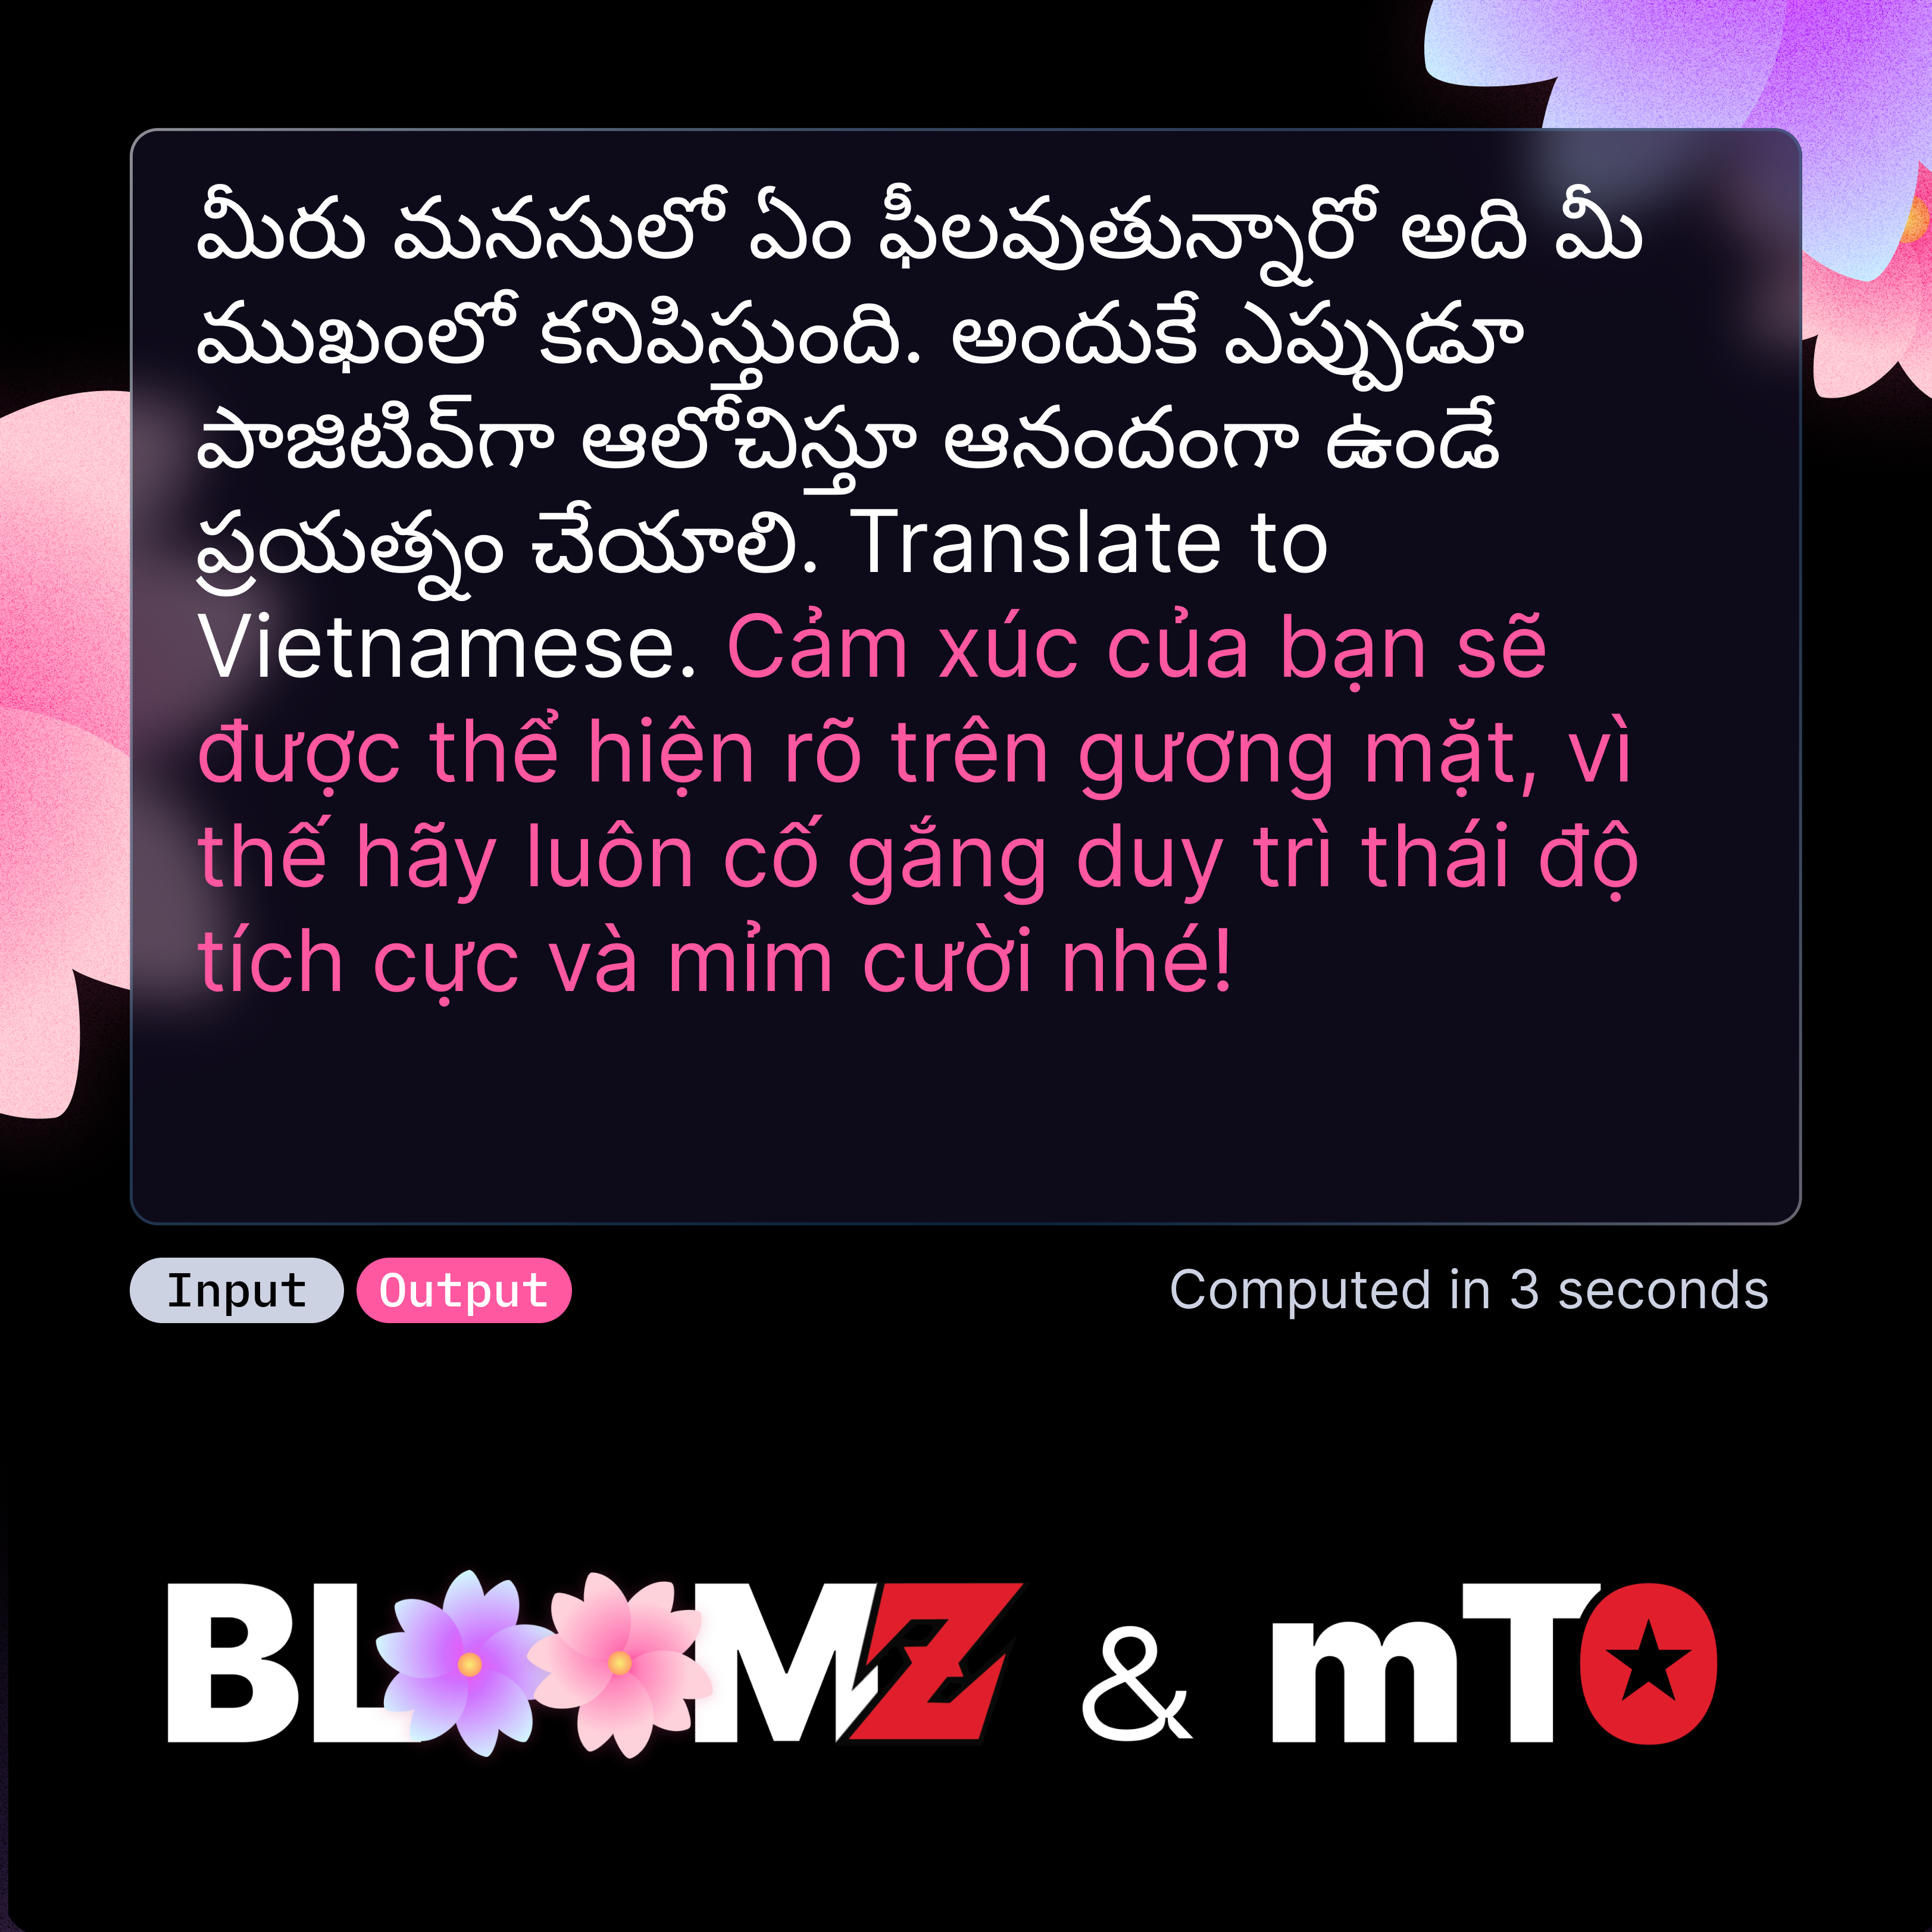 మీరు మనసులో ఏం ఫీలవుతున్నారో అది మీ
ముఖంలో కనిపిస్తుంది. అందుకే ఎప్పుడూ
పాజిటివ్‌గా ఆలోచిస్తూ ఆనందంగా ఉండే
ప్రయత్నం చేయాలి. Translate to
Vietnamese. Cảm xúc của bạn sẽ
được thể hiện rõ trên gương mặt, vì
thế hãy luôn cố gắng duy trì thái độ
tích cực và mỉm cười nhé!
Input Output Computed in 3 seconds
BLOOMZ & mT0